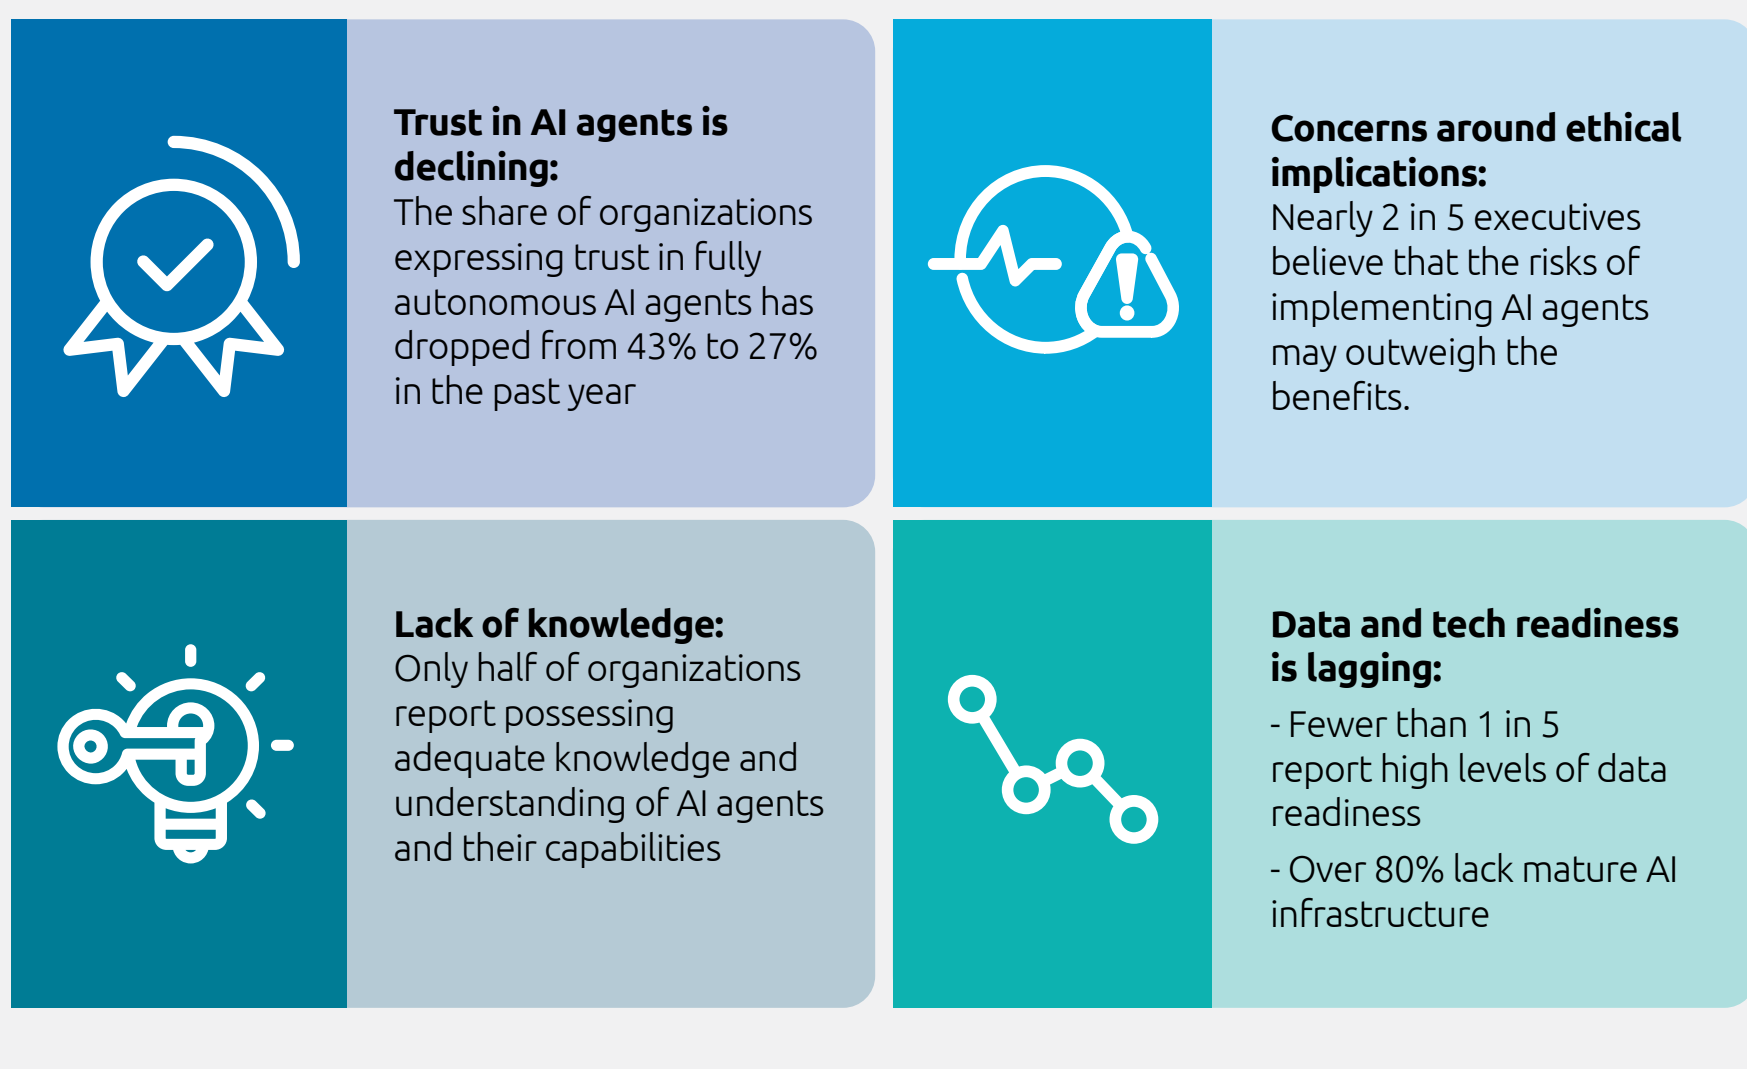 Trust in AI agents is
declining:
The share of organizations
expressing trust in fully
autonomous AI agents has
dropped from 43% to 27%
in the past year
Concerns around ethical
implications:
Nearly 2 in 5 executives
believe that the risks of
implementing AI agents
may outweigh the
benefits.
Lack of knowledge:
Only half of organizations
report possessing
adequate knowledge and
understanding of AI agents
and their capabilities
Data and tech readiness
is lagging:
- Fewer than 1 in 5
report high levels of data
readiness
- Over 80% lack mature AI
infrastructure